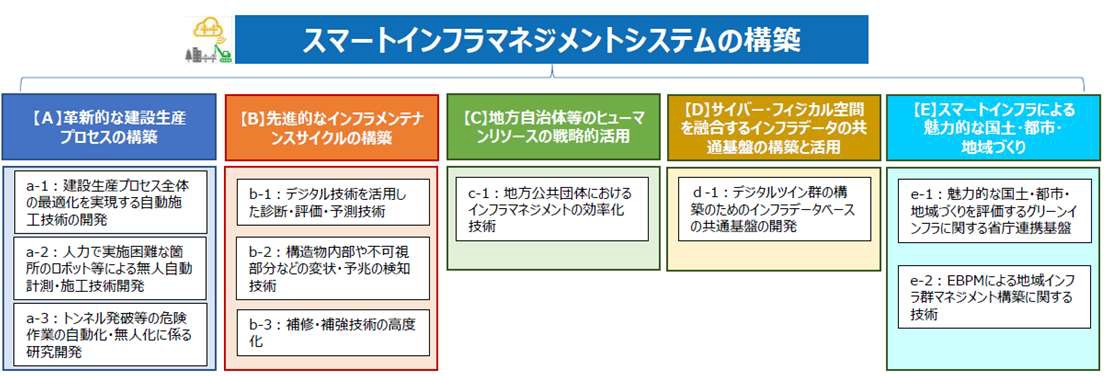 スマートインフラマネジメントシステムの構築
【A】革新的な建設生産
プロセスの構築
a-1：建設生産プロセス全体
の最適化を実現する自動施
工技術の開発
a-2：人力で実施困難な箇
所のロボット等による無人自動
計測・施工技術開発
a-3：トンネル発破等の危険
作業の自動化・無人化に係る
研究開発
【B】先進的なインフラメンテナ
ンスサイクルの構築
b-1：デジタル技術を活用し
た診断・評価・予測技術
b-2：構造物内部や不可視
部分などの変状・予兆の検知
技術
b-3：補修・補強技術の高度
化
【C】地方自治体等のヒューマ
ンリソースの戦略的活用
c-1：地方公共団体における
インフラマネジメントの効率化
技術
【D】サイバー・フィジカル空間
を融合するインフラデータの共
通基盤の構築と活用
d-1：デジタルツイン群の構
築のためのインフラデータベース
の共通基盤の開発
【E】スマートインフラによる
魅力的な国土・都市・
地域づくり
e-1：魅力的な国土・都市・
地域づくりを評価するグリーンイ
ンフラに関する省庁連携基盤
e-2：EBPMによる地域インフ
ラ群マネジメント構築に関する
技術